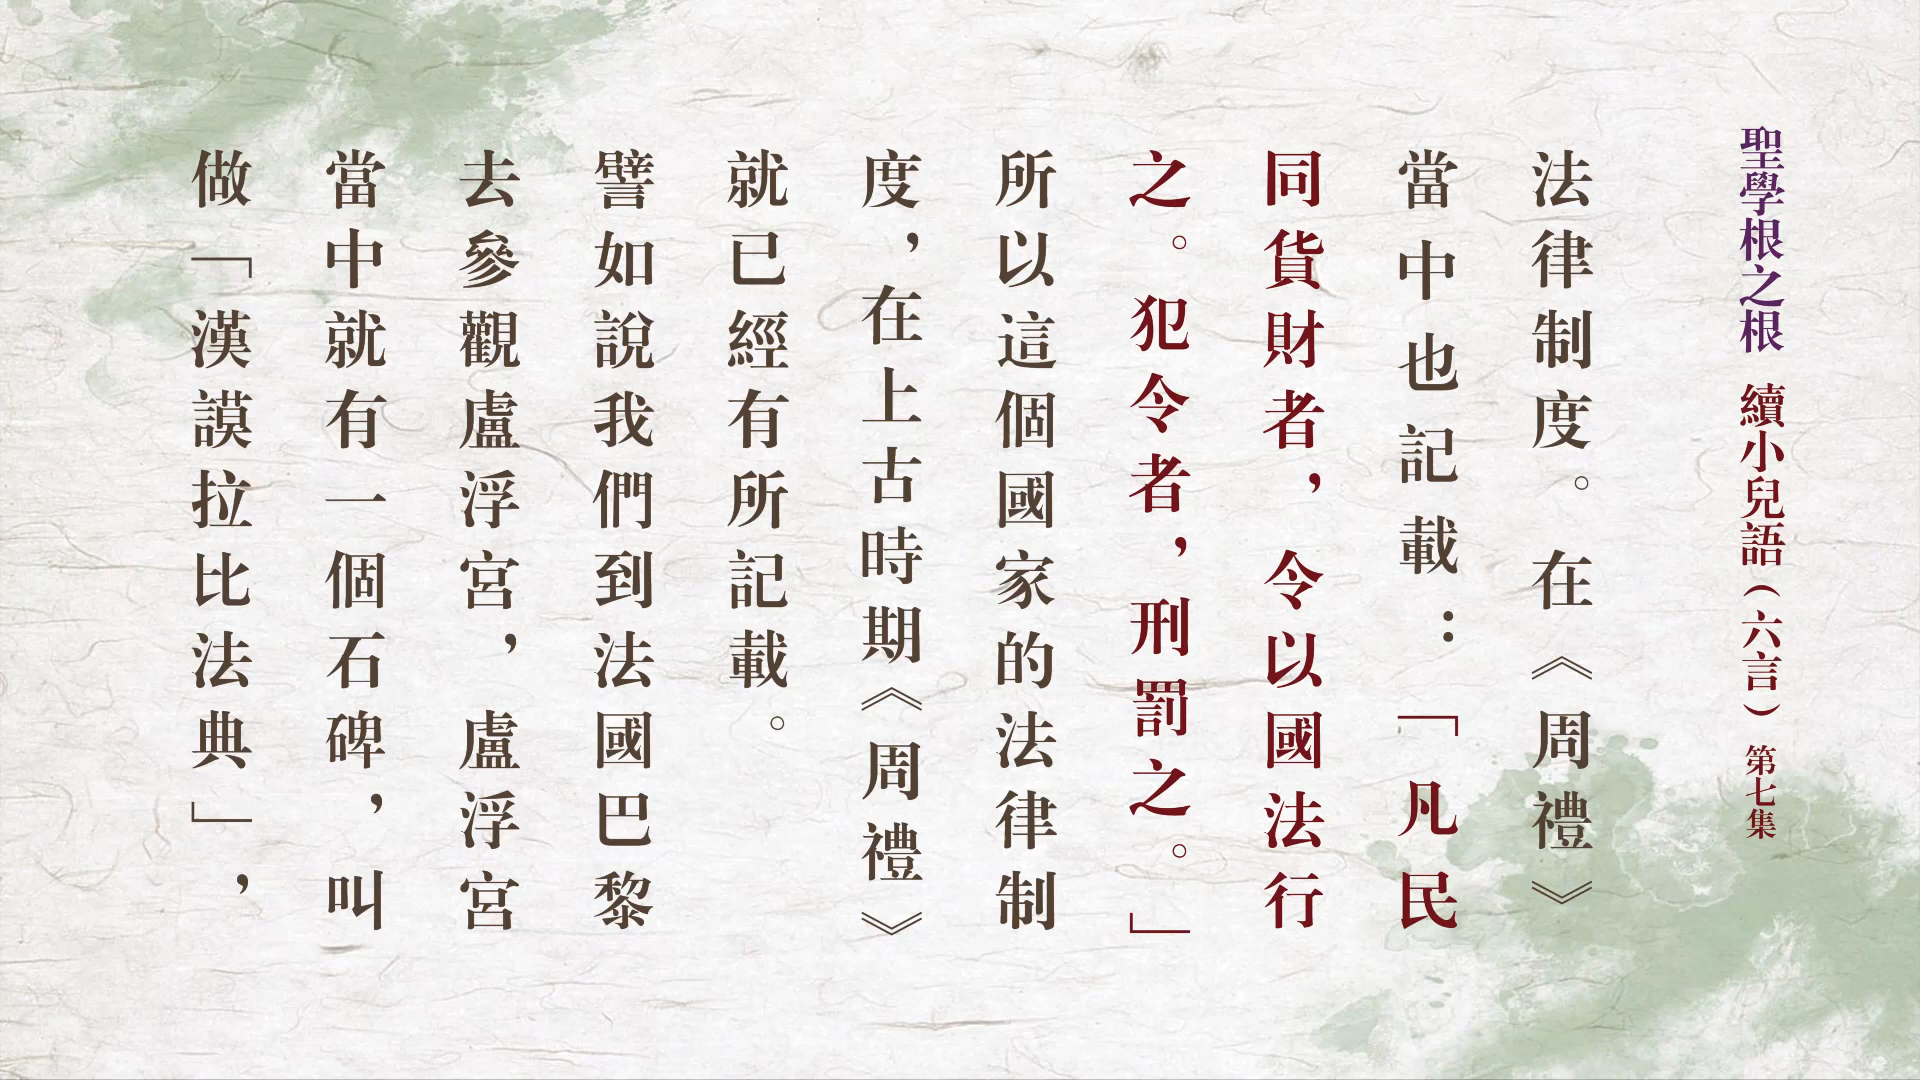 聖學根之根 續小兒語（六言） 第七集
法律制度。在《周禮》
當中也記載：「凡民
同貨財者，令以國法行
之。犯令者，刑罰之。」
所以這個國家的法律制
度，在上古時期《周禮》
就已經有所記載。
譬如說我們到法國巴黎
去參觀盧浮宮，盧浮宮
當中就有一個石碑，叫
做「漢謨拉比法典」，